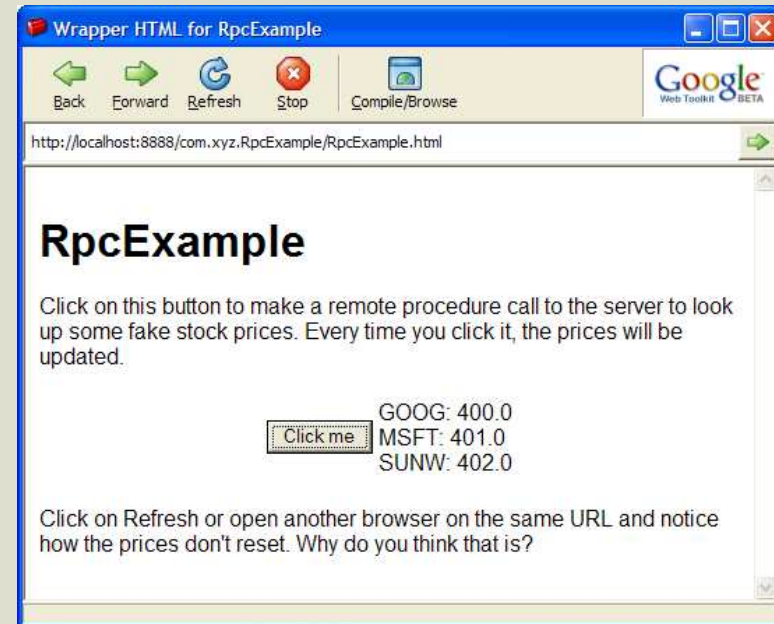 Wrapper HTML for RpcExample
Back Forward Refresh Stop Compile/Browse
Google
Web Toolkit BETA
http://localhost:8888/com.xyz.RpcExample/RpcExample.html
RpcExample
Click on this button to make a remote procedure call to the server to look
up some fake stock prices. Every time you click it, the prices will be
updated.
GOOG: 400.0
Click me MSFT: 401.0
SUNW: 402.0
Click on Refresh or open another browser on the same URL and notice
how the prices don't reset. Why do you think that is?